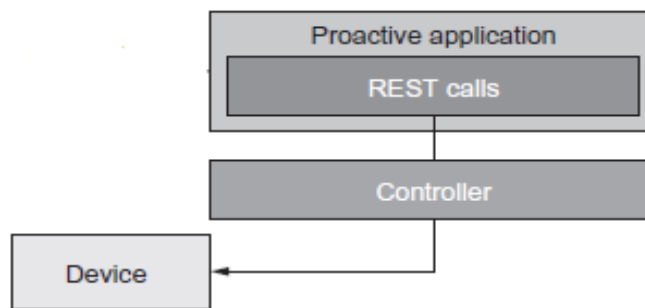 Proactive application
REST calls
Controller
Device